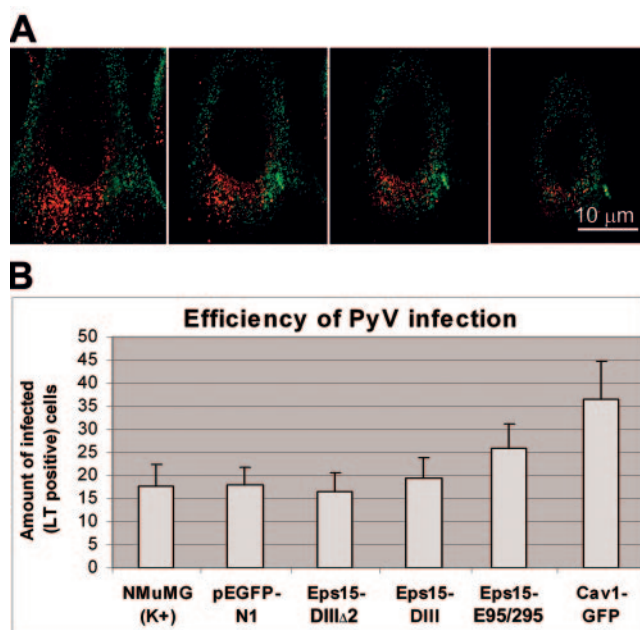 A
10 μm
B
Efficiency of PyV infection
Amount of infected
(LT positive) cells
50
45
40
35
30
25
20
15
10
5
0
NMuMG
(K+)
pEGFP-
N1
Eps15-
DIIIΔ2
Eps15-
DIII
Eps15-
E95/295
Cav1-
GFP